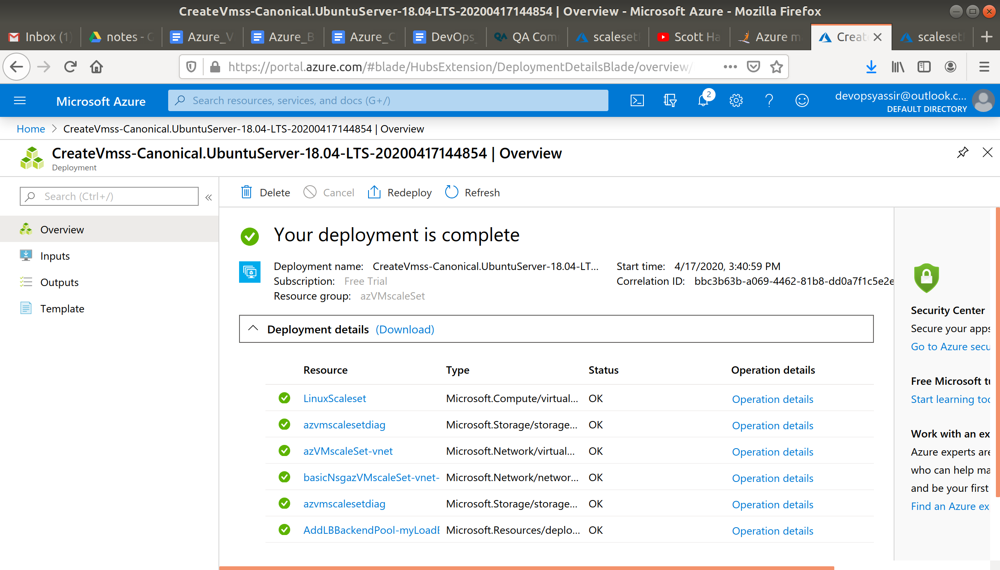 CreateVmss-Canonical.UbuntuServer-18.04-LTS-20200417144854 | Overview - Microsoft Azure - Mozilla Firefox
Inbox (1) notes - G Azure_V Azure_B Azure_C DevOps_ QA Com scaleset Scott Ha Azure m Creat scaleset
https://portal.azure.com/#blade/HubsExtension/DeploymentDetailsBlade/overview/
Microsoft Azure
Search resources, services, and docs (G+/)
2
devopsyassir@outlook.c...
DEFAULT DIRECTORY
Home > CreateVmss-Canonical.UbuntuServer-18.04-LTS-20200417144854 | Overview
CreateVmss-Canonical.UbuntuServer-18.04-LTS-20200417144854 | Overview
Deployment
Search (Ctrl+/) «
Overview
Inputs
Outputs
Template
Delete Cancel Redeploy Refresh
Your deployment is complete
Deployment name: CreateVmss-Canonical.UbuntuServer-18.04-LT...
Subscription: Free Trial
Resource group: azVMscaleSet
Start time: 4/17/2020, 3:40:59 PM
Correlation ID: bbc3b63b-a069-4462-81b8-dd0a7f1c5e2e
Deployment details (Download)
Resource Type Status Operation details
LinuxScaleset Microsoft.Compute/virtual... OK Operation details
azvmscalesetdiag Microsoft.Storage/storage... OK Operation details
azVMscaleSet-vnet Microsoft.Network/virtual... OK Operation details
basicNsgazVMscaleSet-vnet- Microsoft.Network/networ... OK Operation details
azvmscalesetdiag Microsoft.Storage/storage... OK Operation details
AddLBBackendPool-myLoadB Microsoft.Resources/deplo... OK Operation details
Security Center
Secure your apps
Go to Azure secu
Free Microsoft tu
Start learning tod
Work with an ex
Azure experts are
who can help ma
and be your first
Find an Azure ex